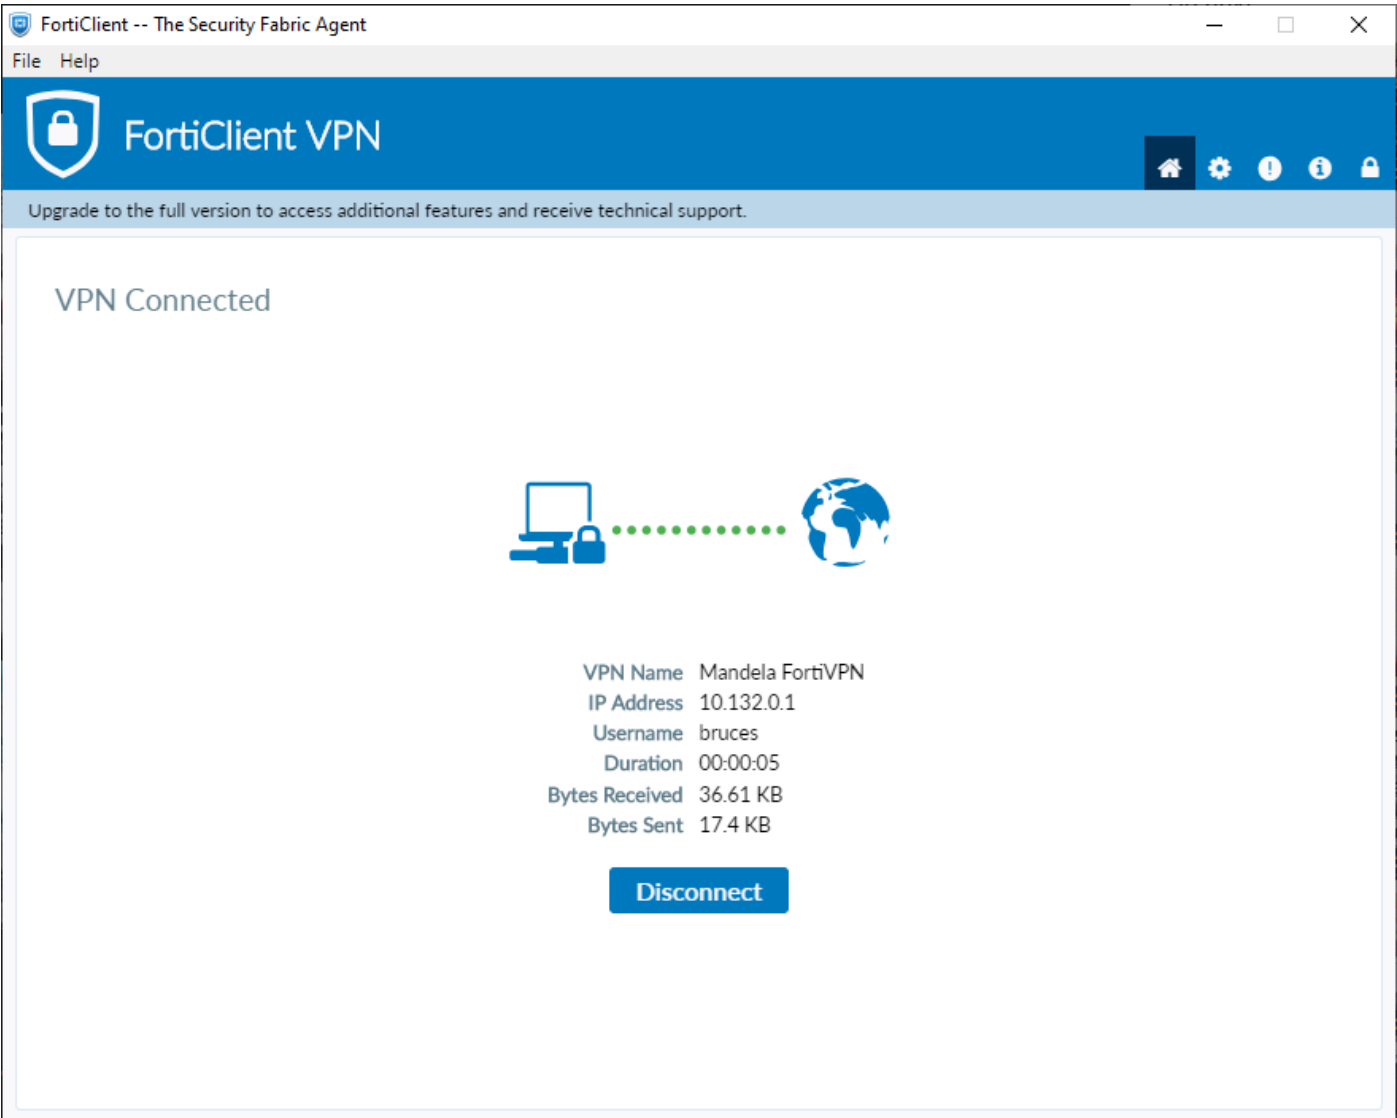 FortiClient -- The Security Fabric Agent
File Help
FortiClient VPN
Upgrade to the full version to access additional features and receive technical support.
VPN Connected
VPN Name Mandela FortiVPN
IP Address 10.132.0.1
Username bruces
Duration 00:00:05
Bytes Received 36.61 KB
Bytes Sent 17.4 KB
Disconnect